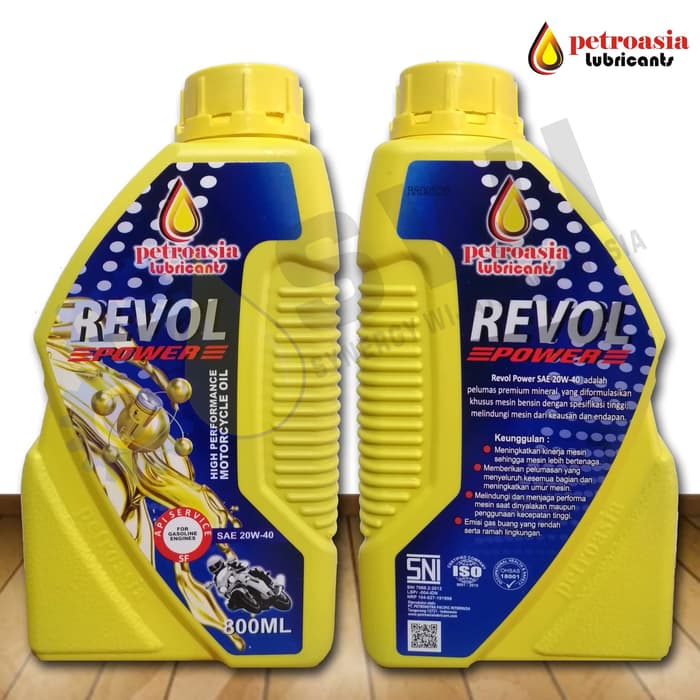 petroasia
Lubricants
petroasia
Lubricants
REVOL
POWER
HIGH PERFORMANCE
MOTORCYCLE OIL
API SERVICE
FOR
GASOLINE
ENGINES
SF
SAE 20W-40
800ML
petroasia
Lubricants
REVOL
POWER
Revol Power SAE 20W-40 adalah
pelumas premium mineral, yang diformulasikan
khusus mesin bensin dengan spesifikasi tinggi,
melindungi mesin dari keausan dan endapan.
Keunggulan :
Meningkatkan kinerja mesin
sehingga mesin lebih bertenaga.
Memberikan pelumasan yang
menyeluruh kesemua bagian dan
meningkatkan umur mesin.
Melindungi dan menjaga performa
mesin saat dinyalakan maupun
penggunaan kecepatan tinggi.
Emisi gas buang yang rendah
serta ramah lingkungan.
SNI
ISO
OHSAS
18001
petroasia